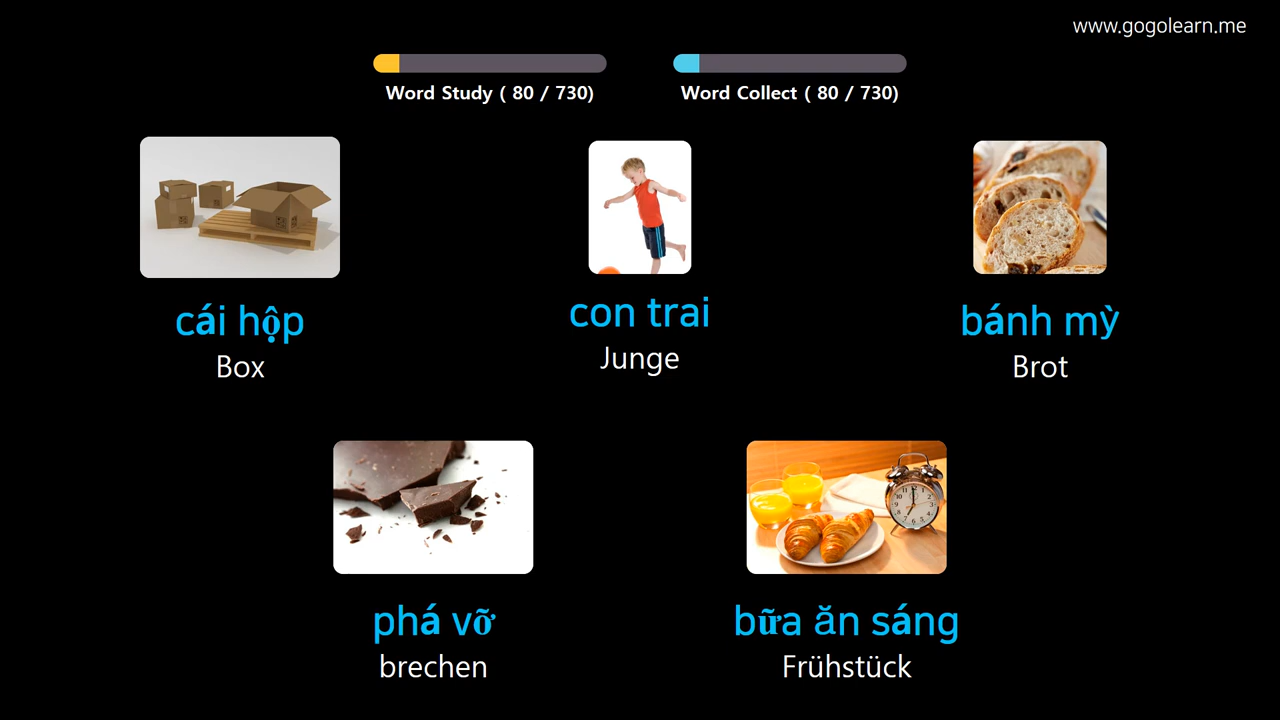 www.gogolearn.me
Word Study ( 80 / 730)
Word Collect ( 80 / 730)
cái hộp
Box
con trai
Junge
bánh mỳ
Brot
phá vỡ
brechen
bữa ăn sáng
Frühstück